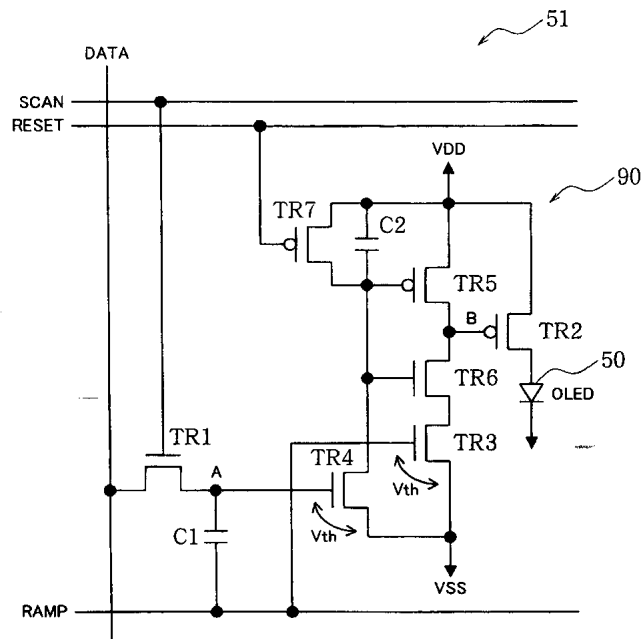 51
DATA
SCAN
RESET
VDD
90
TR7
C2
TR5
B
TR2
50
OLED
TR6
TR1
A
TR4
TR3
Vth
C1
Vth
VSS
RAMP